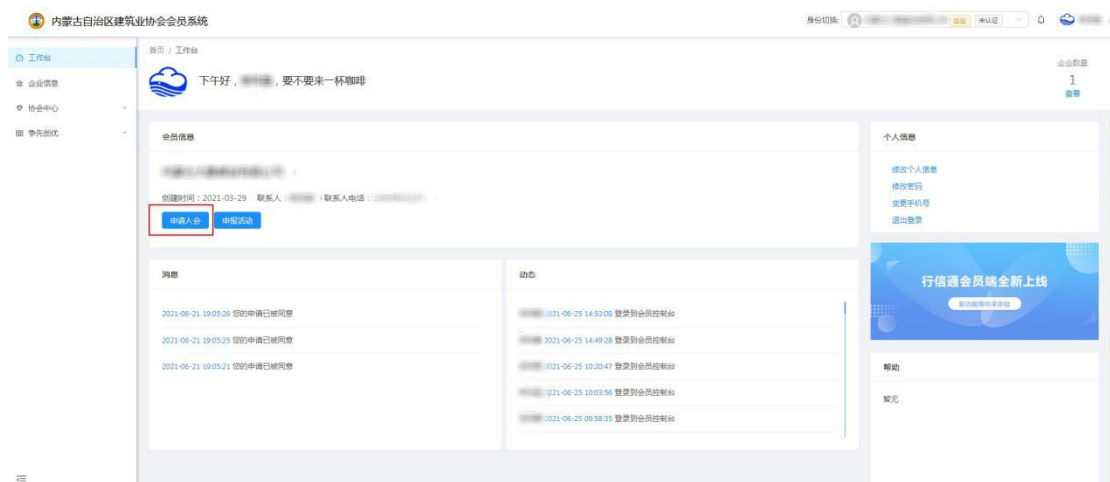 内蒙古自治区建筑业协会会员系统
身份切换:
企业
未认证
工作台
企业信息
协会中心
争先创优
首页 / 工作台
下午好，
，要不要来一杯咖啡
企业数量
1
查看
会员信息
创建时间：2021-03-29 联系人：
联系人电话：
申请入会
申报活动
个人信息
修改个人信息
修改密码
变更手机号
退出登录
行信通会员端全新上线
消息
2021-06-21 19:05:26 您的申请已被同意
2021-06-21 19:05:25 您的申请已被同意
2021-06-21 19:05:21 您的申请已被同意
动态
2021-06-25 14:53:08 登录到会员控制台
2021-06-25 14:49:28 登录到会员控制台
2021-06-25 10:20:47 登录到会员控制台
2021-06-25 10:03:56 登录到会员控制台
2021-06-25 09:58:35 登录到会员控制台
帮助
暂无